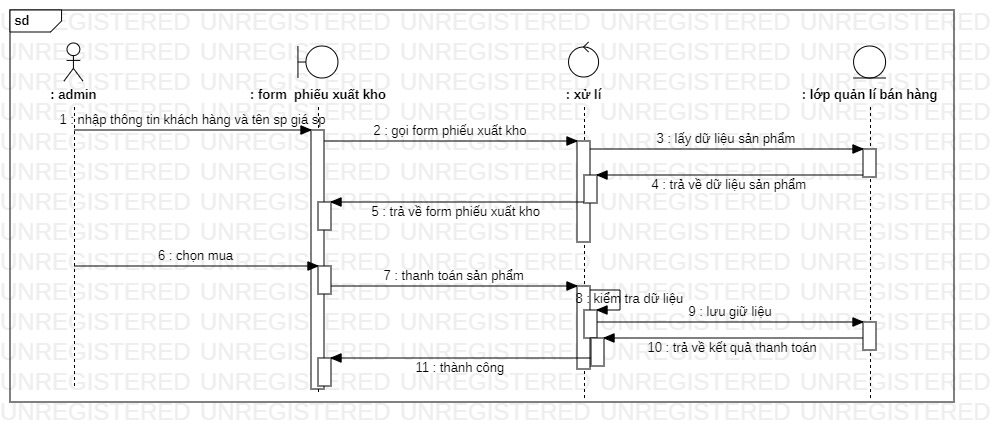 sd
: admin
: form phiếu xuất kho
: xử lí
: lớp quản lí bán hàng
1 : nhập thông tin khách hàng và tên sp giá sp
2 : gọi form phiếu xuất kho
3 : lấy dữ liệu sản phẩm
4 : trả về dữ liệu sản phẩm
5 : trả về form phiếu xuất kho
6 : chọn mua
7 : thanh toán sản phẩm
8 : kiểm tra dữ liệu
9 : lưu giữ liệu
10 : trả về kết quả thanh toán
11 : thành công
UNREGISTERED